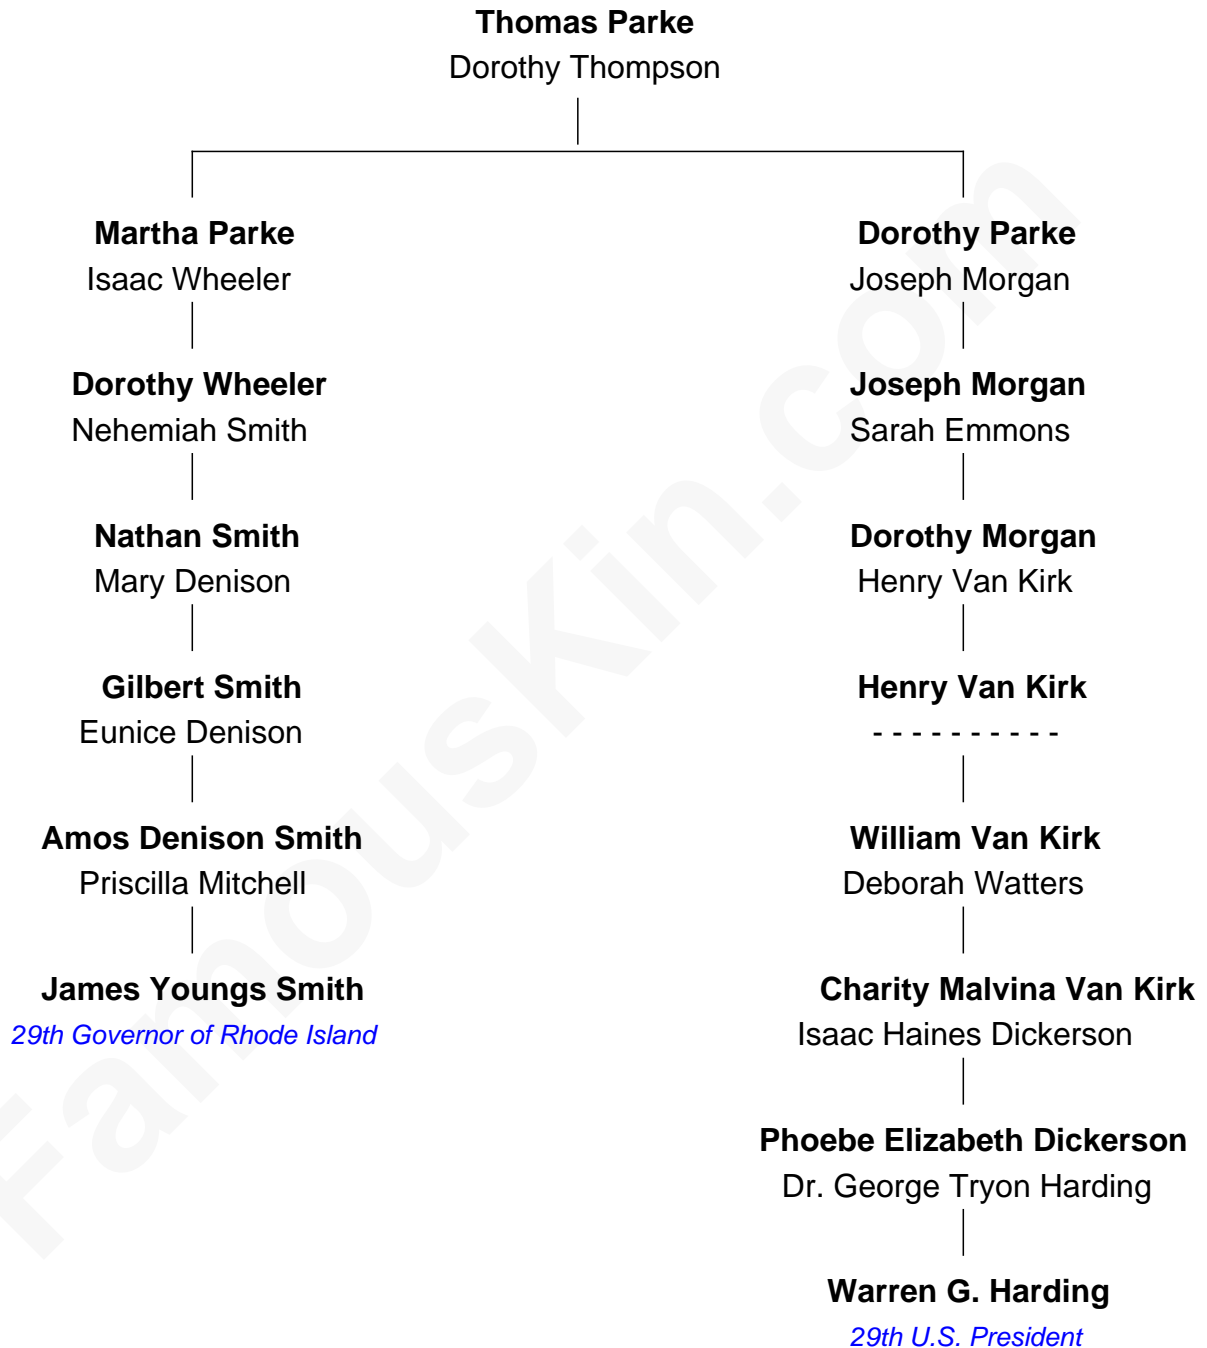 Thomas Parke
Dorothy Thompson
Martha Parke
Isaac Wheeler
Dorothy Parke
Joseph Morgan
Dorothy Wheeler
Nehemiah Smith
Joseph Morgan
Sarah Emmons
Nathan Smith
Mary Denison
Dorothy Morgan
Henry Van Kirk
Gilbert Smith
Eunice Denison
Henry Van Kirk
- - - - - - - - - -
Amos Denison Smith
Priscilla Mitchell
William Van Kirk
Deborah Watters
James Youngs Smith
29th Governor of Rhode Island
Charity Malvina Van Kirk
Isaac Haines Dickerson
Phoebe Elizabeth Dickerson
Dr. George Tryon Harding
Warren G. Harding
29th U.S. President
FamousKin.com